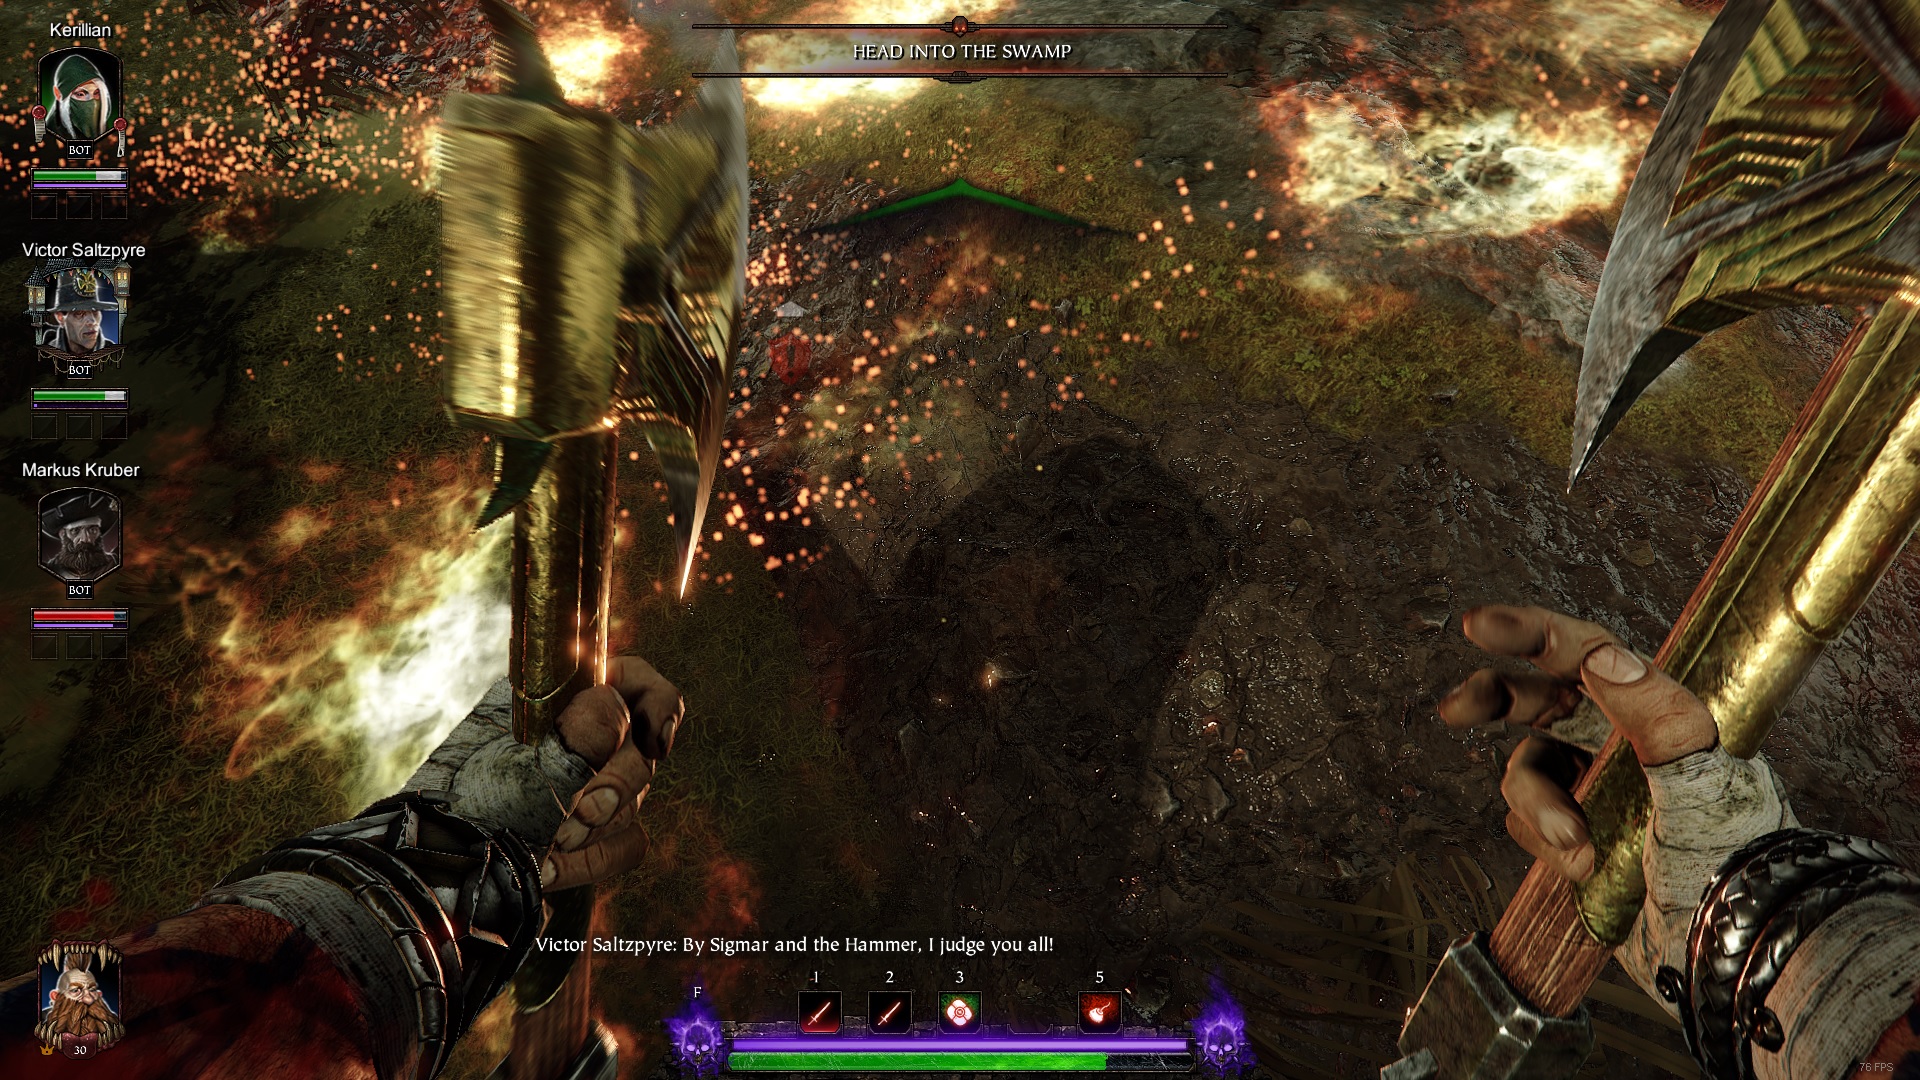 Kerillian
HEAD INTO THE SWAMP
BOT
Victor Saltzpyre
BOT
Markus Kruber
BOT
Victor Saltzpyre: By Sigmar and the Hammer, I judge you all!
F
1 2 3 5
30
76 FPS